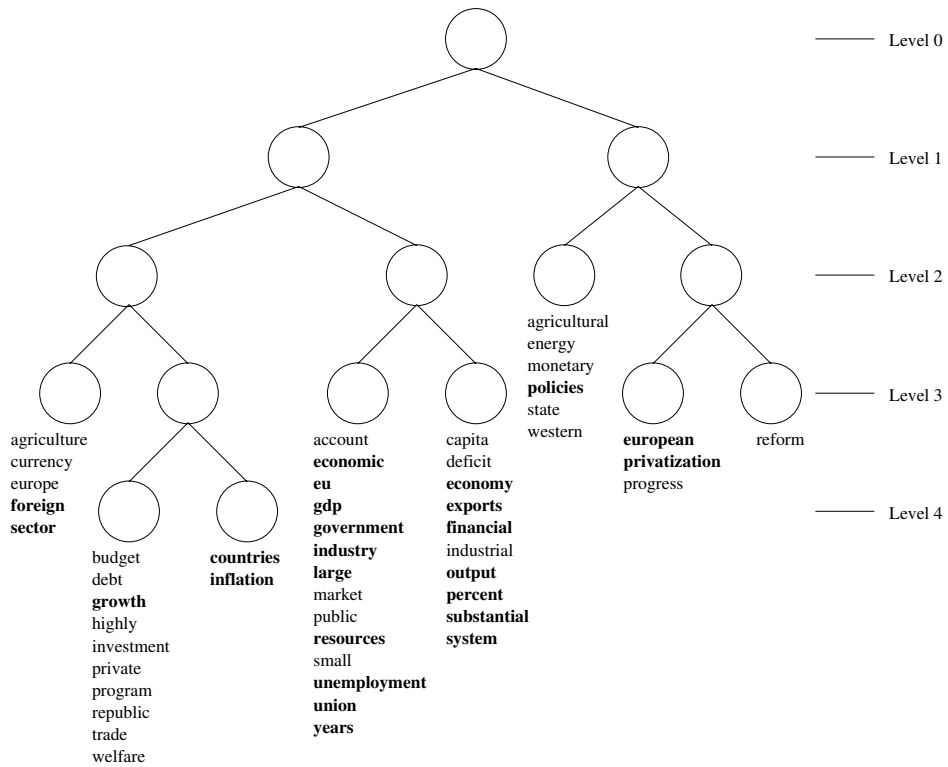 Level 0
Level 1
Level 2
agricultural
energy
monetary
policies
state
western
Level 3
agriculture
currency
europe
foreign
sector
account
economic
eu
gdp
government
industry
large
market
public
resources
small
unemployment
union
years
capita
deficit
economy
exports
financial
industrial
output
percent
substantial
system
european
privatization
progress
reform
Level 4
budget
debt
growth
highly
investment
private
program
republic
trade
welfare
countries
inflation